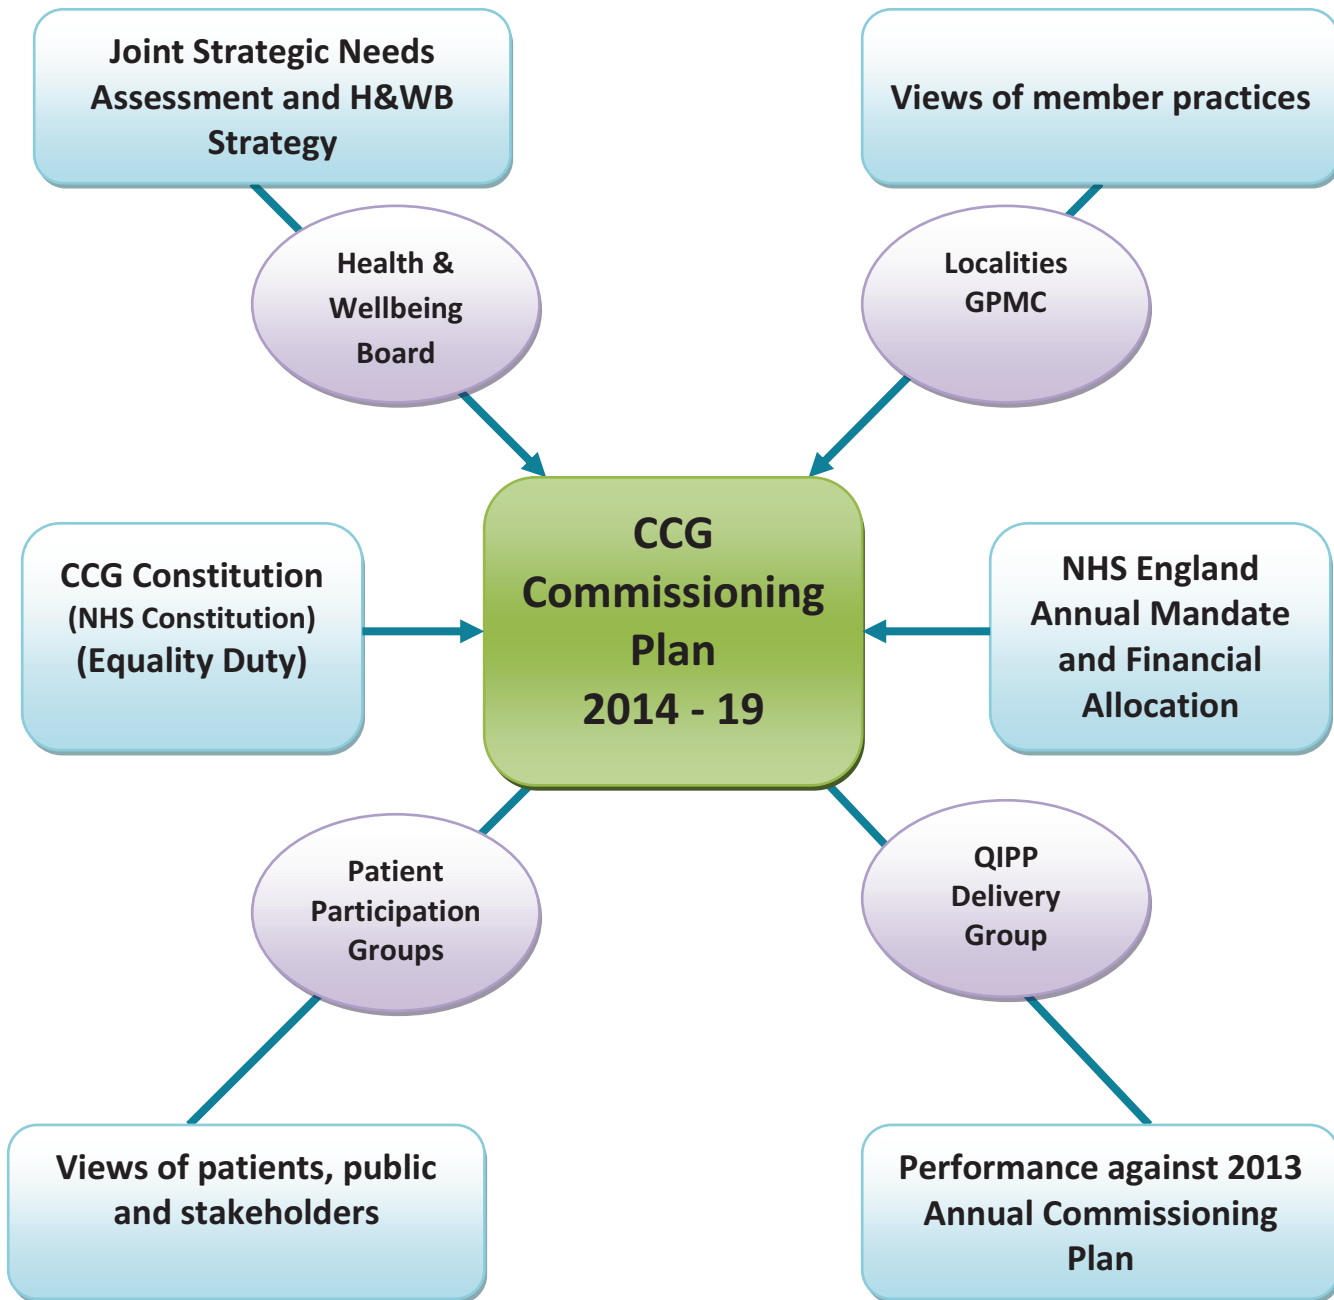 Joint Strategic Needs
Assessment and H&WB
Strategy
Views of member practices
Health &
Wellbeing
Board
Localities
GPMC
CCG Constitution
(NHS Constitution)
(Equality Duty)
CCG
Commissioning
Plan
2014 - 19
NHS England
Annual Mandate
and Financial
Allocation
Patient
Participation
Groups
QIPP
Delivery
Group
Views of patients, public
and stakeholders
Performance against 2013
Annual Commissioning
Plan